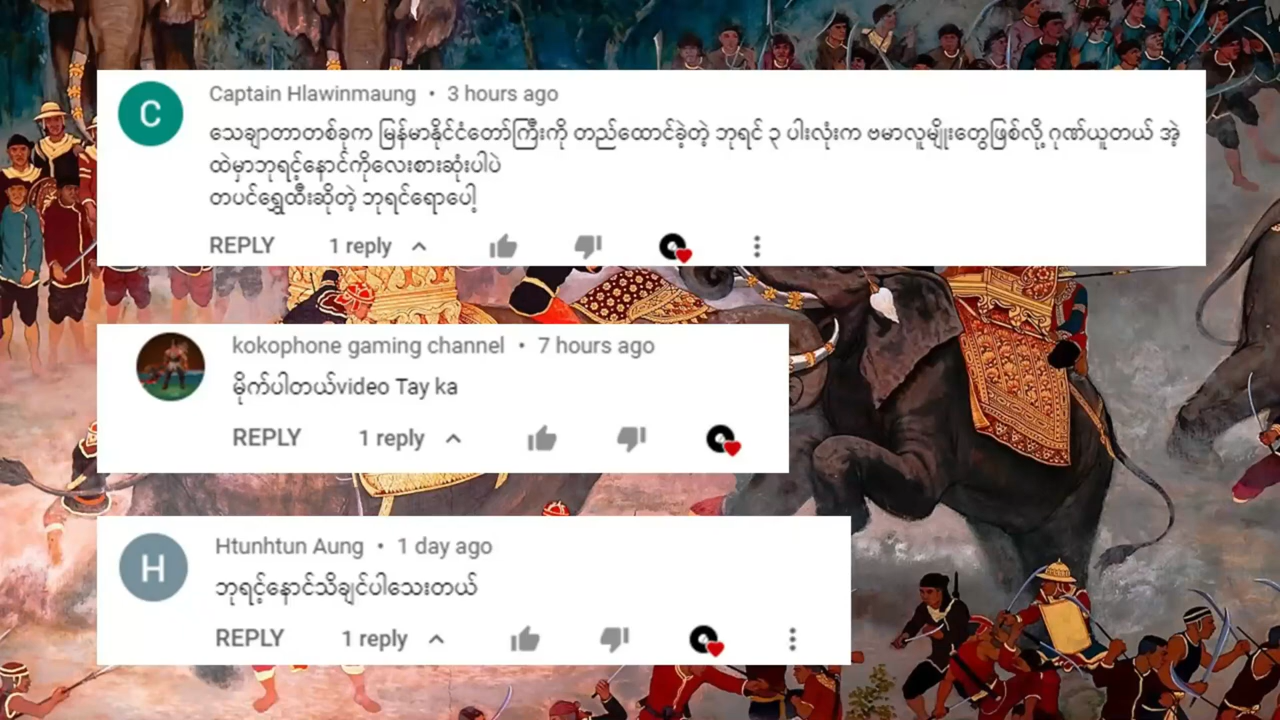 C
Captain Hlawinmaung • 3 hours ago
သေချာတာတစ်ခုက မြန်မာနိုင်ငံတော်ကြီးကို တည်ထောင်ခဲ့တဲ့ ဘုရင် ၃ ပါးလုံးက ဗမာလူမျိုးတွေဖြစ်လို့ ဂုဏ်ယူတယ် အဲ့
ထဲမှာဘုရင့်နောင်ကိုလေးစားဆုံးပါပဲ
တပင်ရွှေထီးဆိုတဲ့ ဘုရင်ရောပေါ့
REPLY 1 reply
kokophone gaming channel • 7 hours ago
မိုက်ပါတယ်video Tay ka
REPLY 1 reply
H
Htunhtun Aung • 1 day ago
ဘုရင့်နောင်သိချင်ပါသေးတယ်
REPLY 1 reply